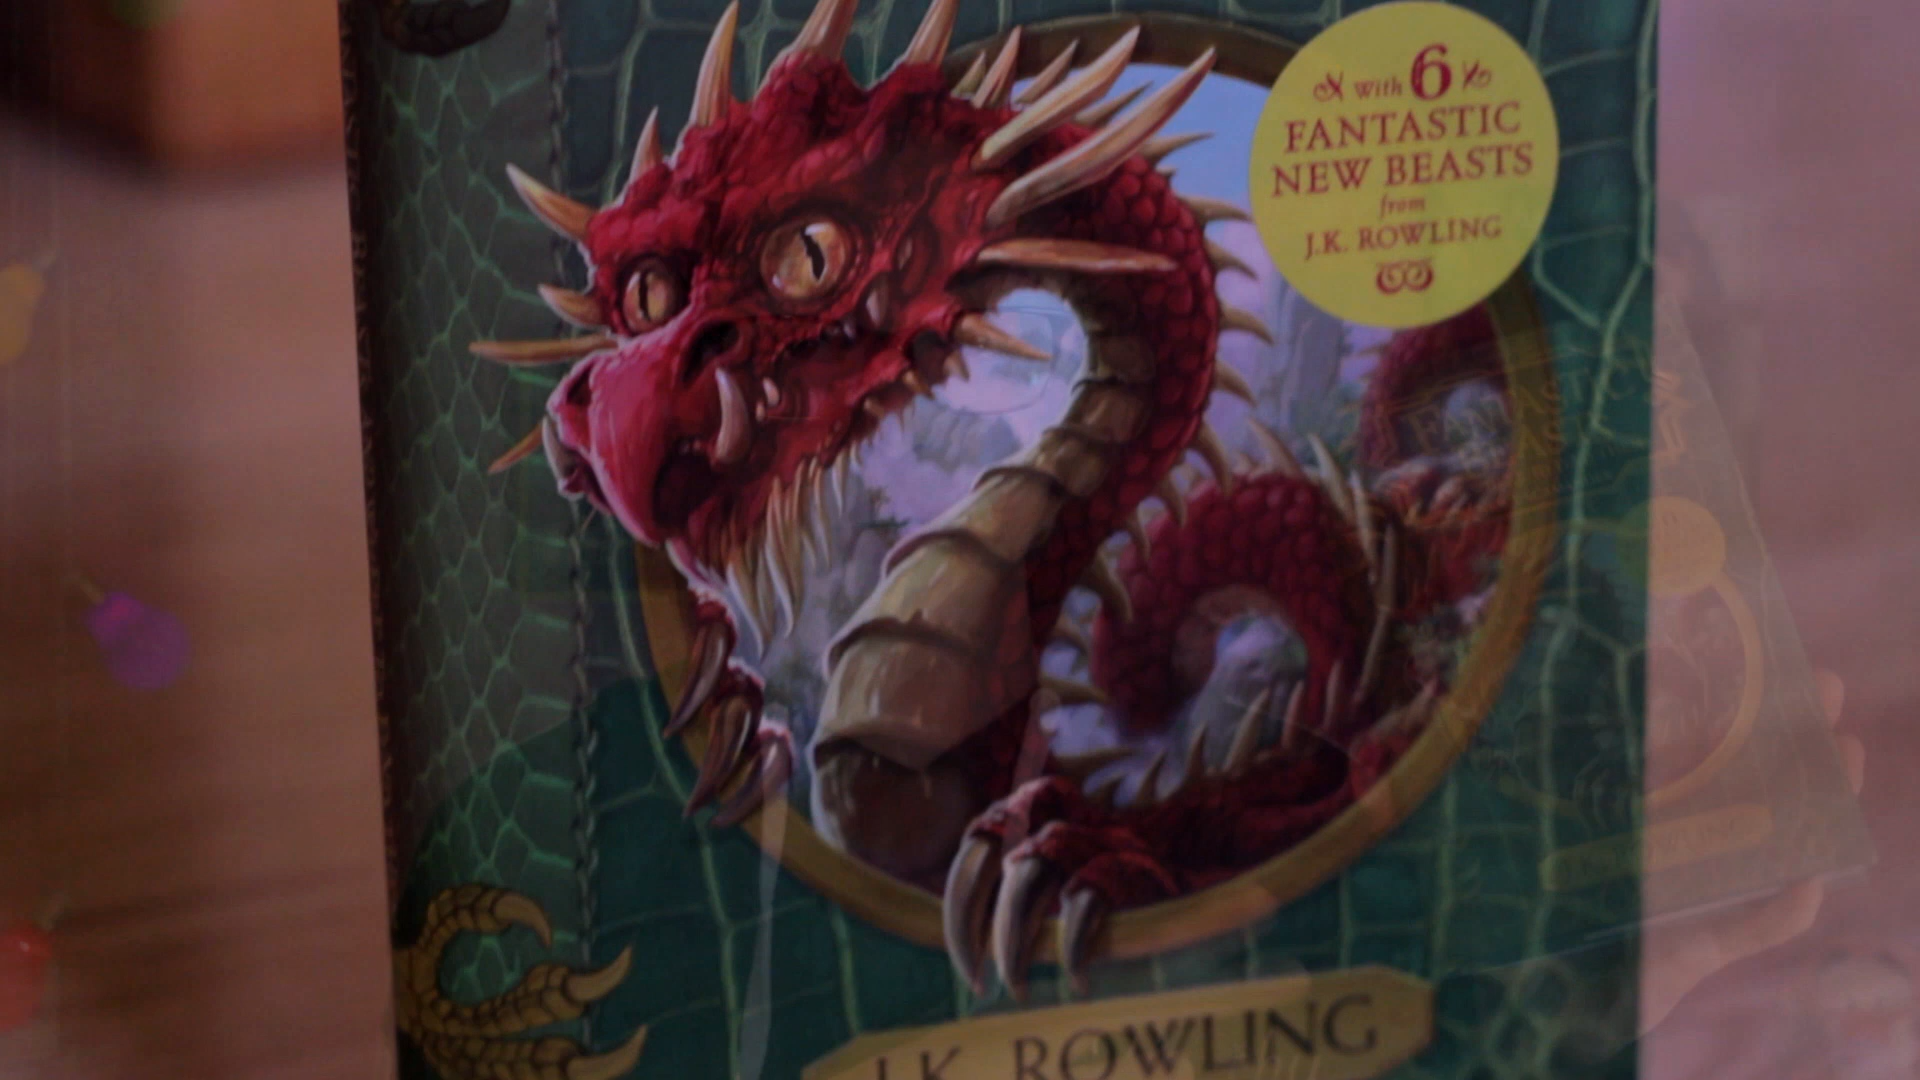 with 6
FANTASTIC
NEW BEASTS
from
J.K. ROWLING
J.K. ROWLING